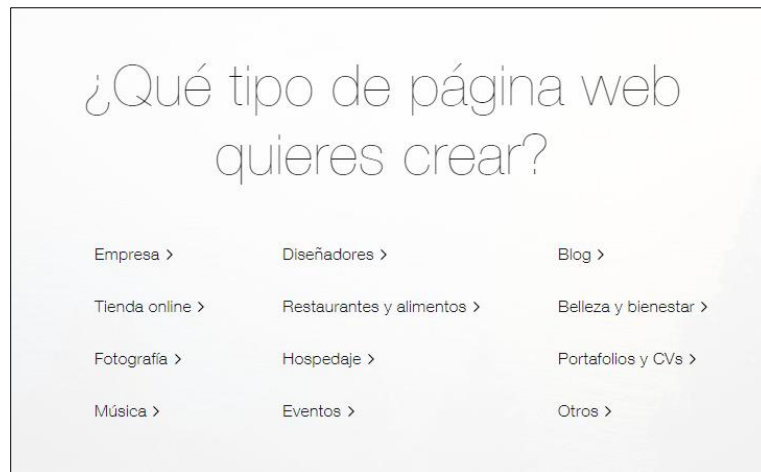 ¿Qué tipo de página web
quieres crear?
Empresa >
Diseñadores >
Blog >
Tienda online >
Restaurantes y alimentos >
Belleza y bienestar >
Fotografía >
Hospedaje >
Portafolios y CVs >
Música >
Eventos >
Otros >